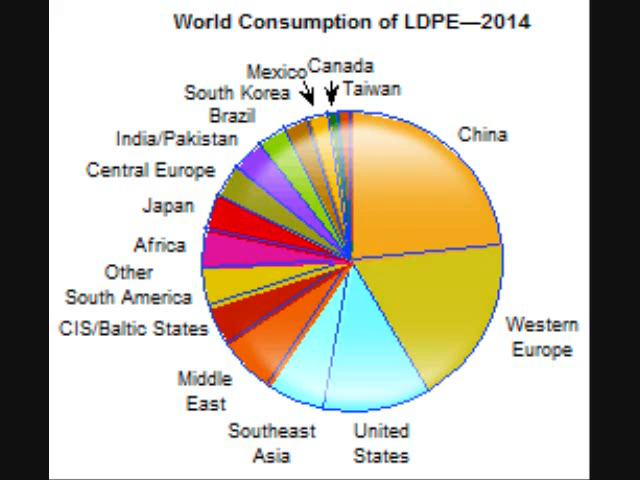 World Consumption of LDPE—2014
Canada
Mexico
Taiwan
South Korea
Brazil
China
India/Pakistan
Central Europe
Japan
Africa
Other
South America
CIS/Baltic States
Western
Europe
Middle
East
Southeast
Asia
United
States